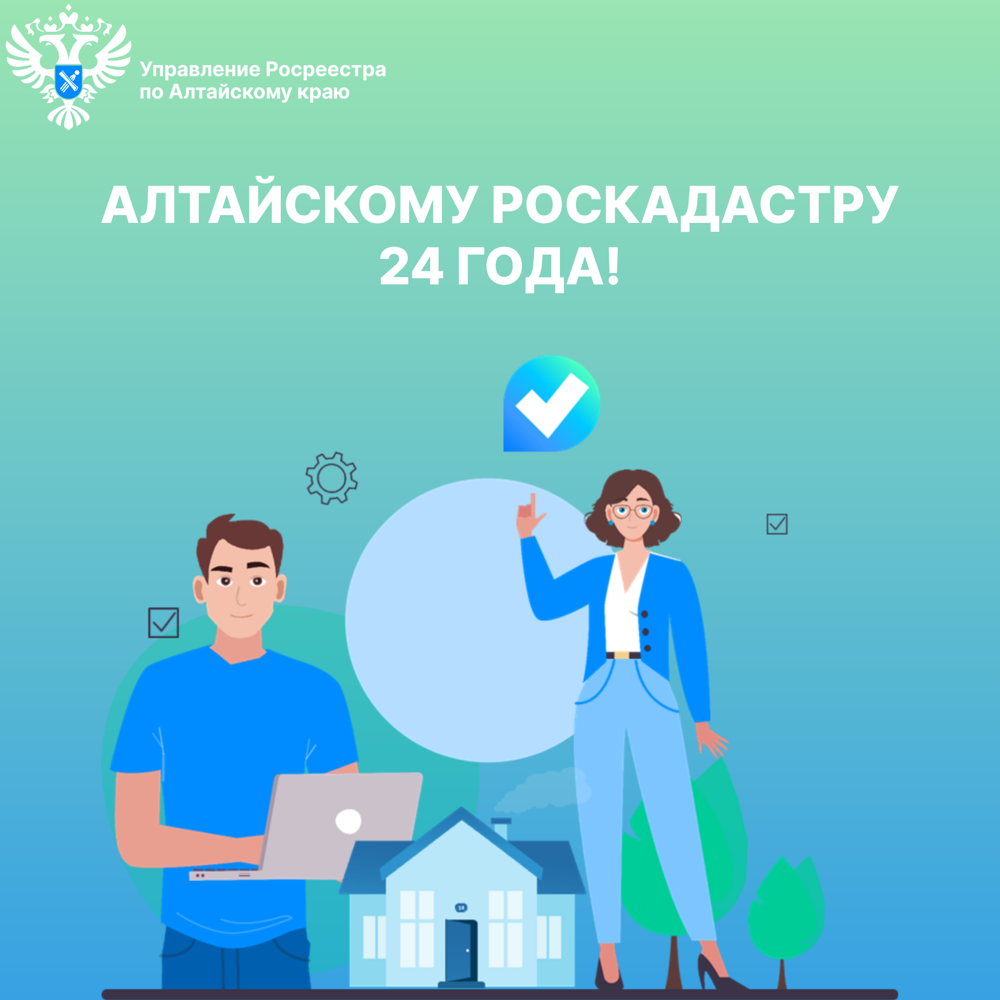 Управление Росреестра
по Алтайскому краю
АЛТАЙСКОМУ РОСКАДАСТРУ
24 ГОДА!